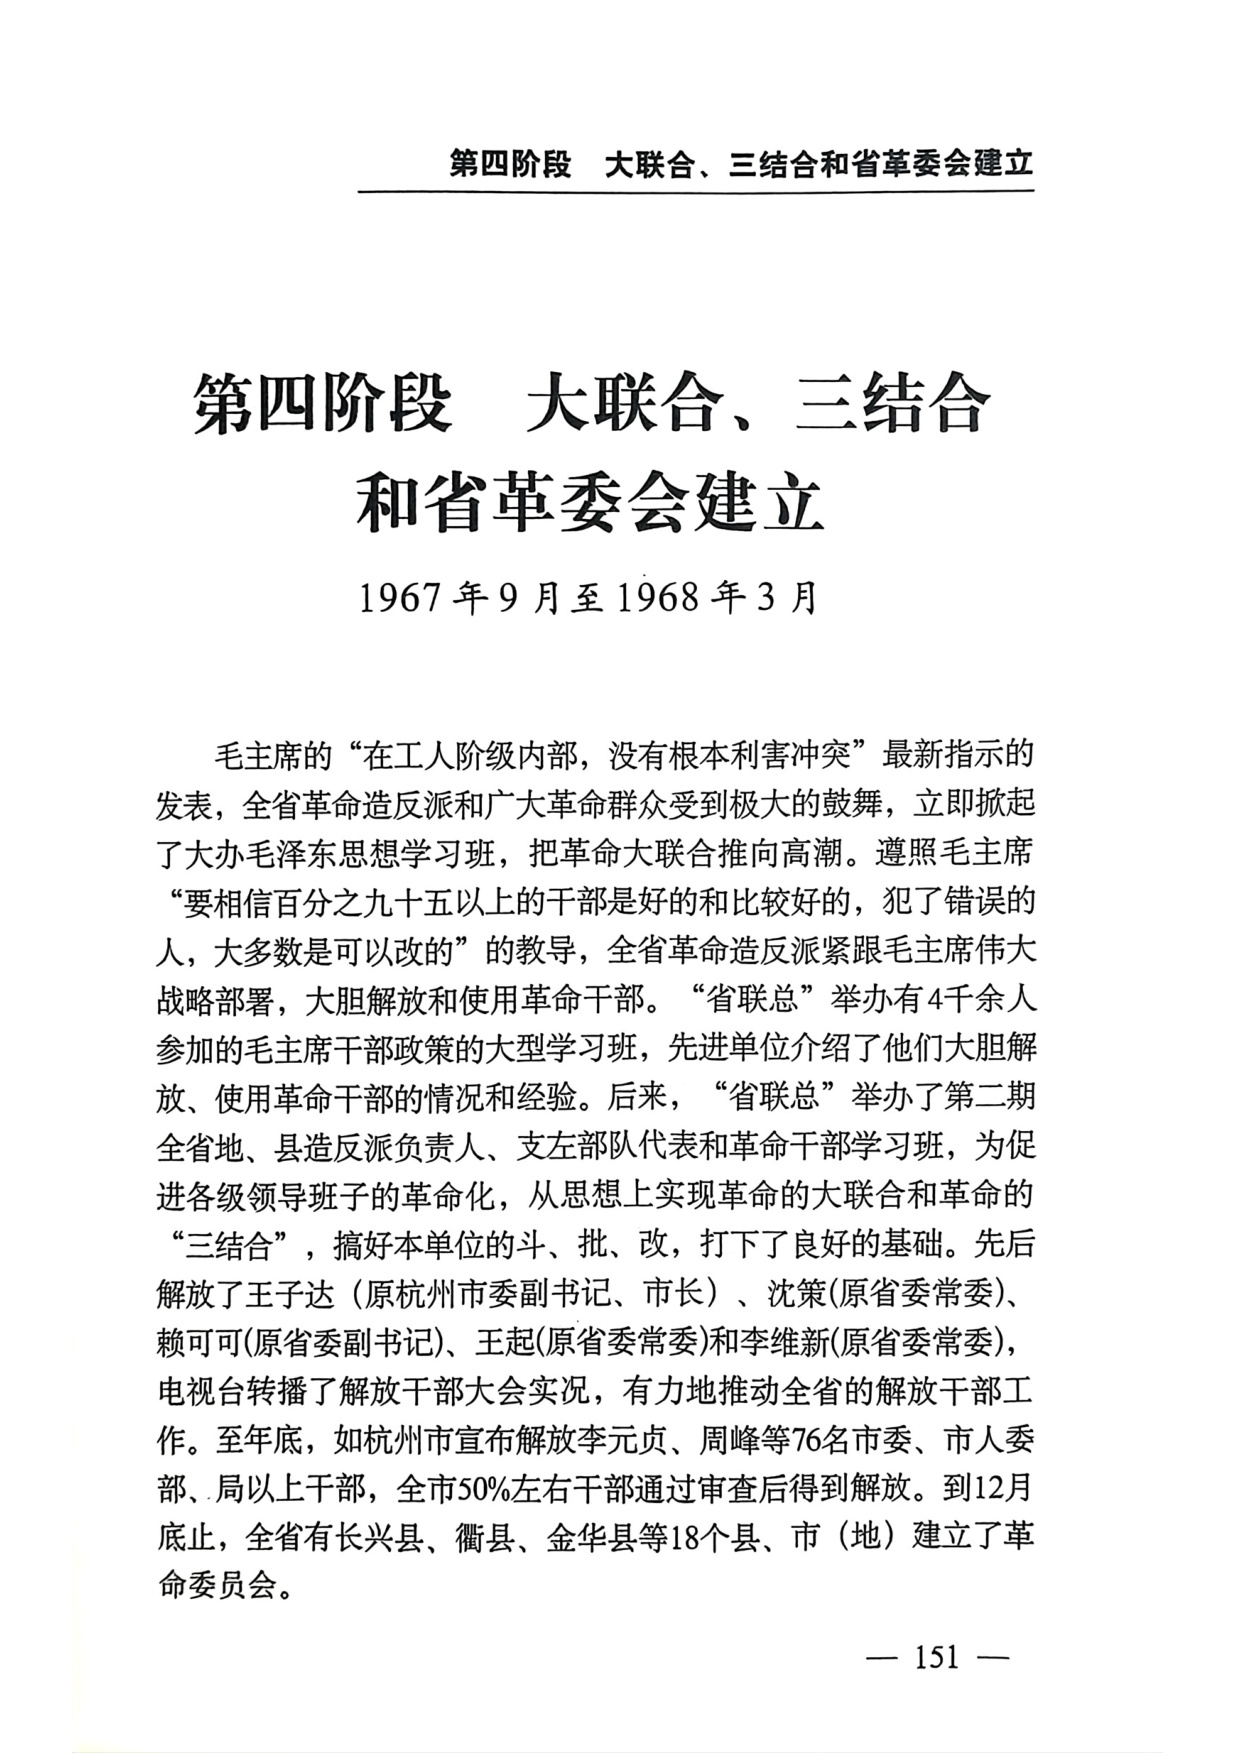 第四阶段　大联合、三结合和省革委会建立
第四阶段　大联合、三结合
和省革委会建立
1967年9月至1968年3月
毛主席的“在工人阶级内部，没有根本利害冲突”最新指示的
发表，全省革命造反派和广大革命群众受到极大的鼓舞，立即掀起
了大办毛泽东思想学习班，把革命大联合推向高潮。遵照毛主席
“要相信百分之九十五以上的干部是好的和比较好的，犯了错误的
人，大多数是可以改的”的教导，全省革命造反派紧跟毛主席伟大
战略部署，大胆解放和使用革命干部。“省联总”举办有4千余人
参加的毛主席干部政策的大型学习班，先进单位介绍了他们大胆解
放、使用革命干部的情况和经验。后来，“省联总”举办了第二期
全省地、县造反派负责人、支左部队代表和革命干部学习班，为促
进各级领导班子的革命化，从思想上实现革命的大联合和革命的
“三结合”，搞好本单位的斗、批、改，打下了良好的基础。先后
解放了王子达（原杭州市委副书记、市长）、沈策(原省委常委)、
赖可可(原省委副书记)、王起(原省委常委)和李维新(原省委常委)，
电视台转播了解放干部大会实况，有力地推动全省的解放干部工
作。至年底，如杭州市宣布解放李元贞、周峰等76名市委、市人委
部、局以上干部，全市50%左右干部通过审查后得到解放。到12月
底止，全省有长兴县、衢县、金华县等18个县、市（地）建立了革
命委员会。
— 151 —